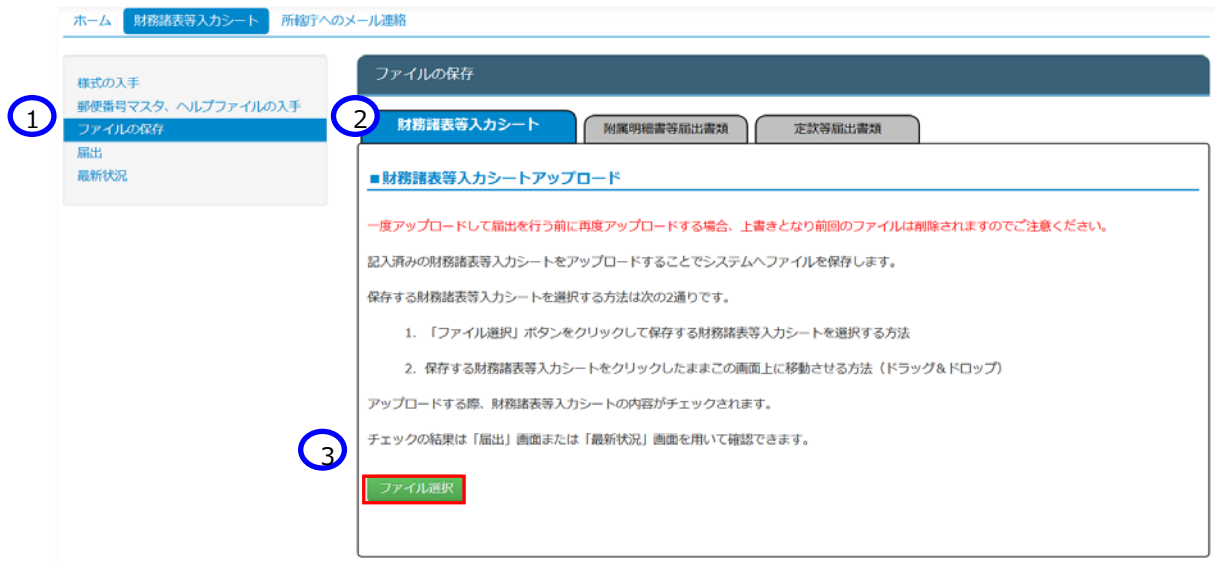 ホーム 財務諸表等入力シート 所轄庁へのメール連絡
様式の入手
郵便番号マスタ、ヘルプファイルの入手
1
ファイルの保存
届出
最新状況
ファイルの保存
2
財務諸表等入力シート 附属明細書等届出書類 定款等届出書類
■財務諸表等入力シートアップロード
一度アップロードして届出を行う前に再度アップロードする場合、上書きとなり前回のファイルは削除されますのでご注意ください。
記入済みの財務諸表等入力シートをアップロードすることでシステムへファイルを保存します。
保存する財務諸表等入力シートを選択する方法は次の2通りです。
1. 「ファイル選択」ボタンをクリックして保存する財務諸表等入力シートを選択する方法
2. 保存する財務諸表等入力シートをクリックしたままこの画面上に移動させる方法（ドラッグ＆ドロップ）
アップロードする際、財務諸表等入力シートの内容がチェックされます。
チェックの結果は「届出」画面または「最新状況」画面を用いて確認できます。
3
ファイル選択